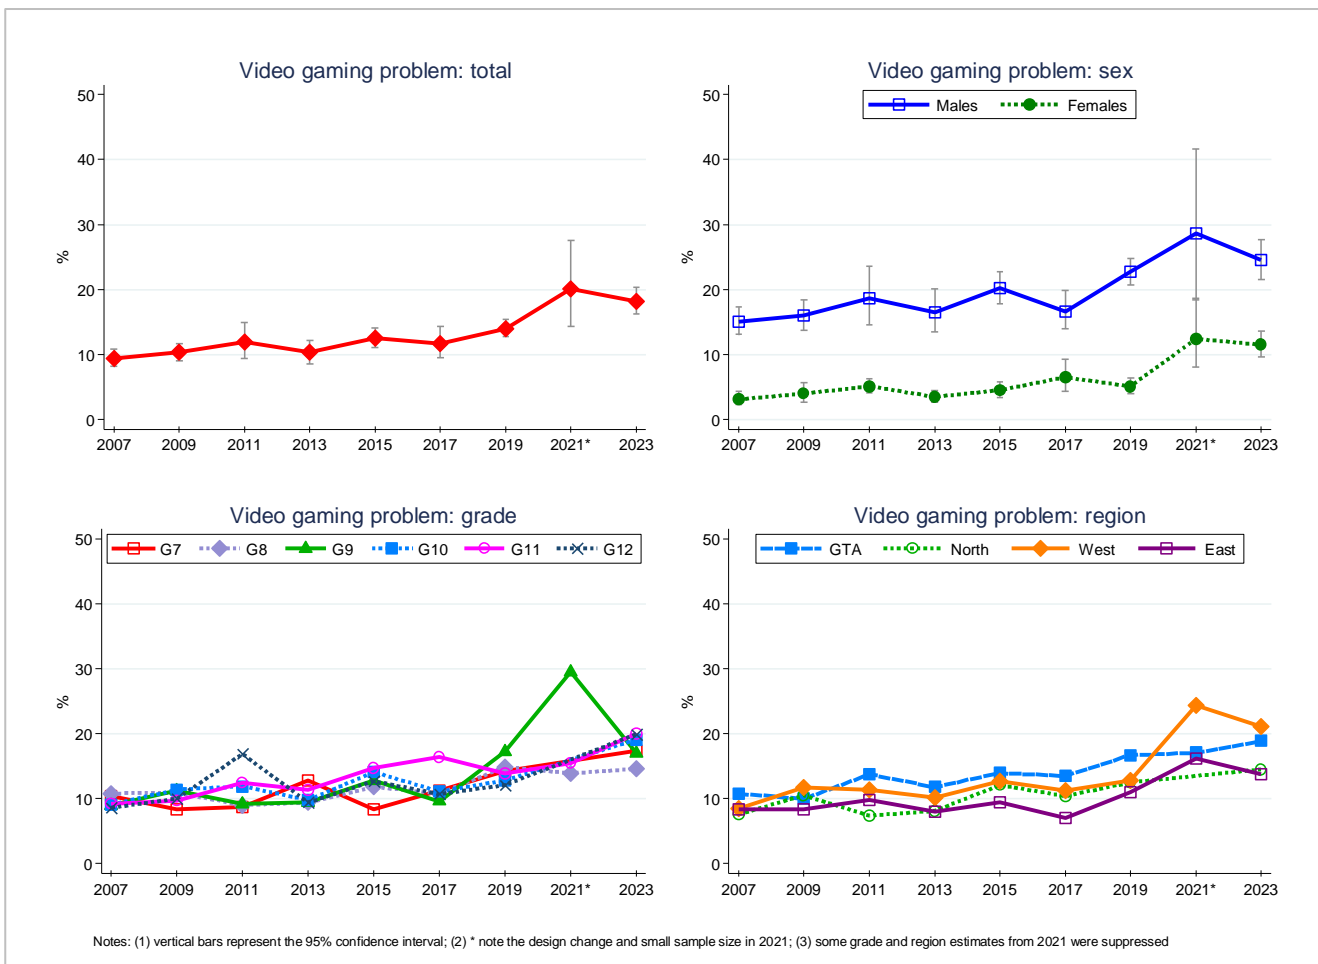 Video gaming problem: total
50
40
30
20
10
0
%
2007 2009 2011 2013 2015 2017 2019 2021* 2023
Video gaming problem: sex
Males Females
50
40
30
20
10
0
%
2007 2009 2011 2013 2015 2017 2019 2021* 2023
Video gaming problem: grade
G7 G8 G9 G10 G11 G12
50
40
30
20
10
0
%
2007 2009 2011 2013 2015 2017 2019 2021* 2023
Video gaming problem: region
GTA North West East
50
40
30
20
10
0
%
2007 2009 2011 2013 2015 2017 2019 2021* 2023
Notes: (1) vertical bars represent the 95% confidence interval; (2) * note the design change and small sample size in 2021; (3) some grade and region estimates from 2021 were suppressed